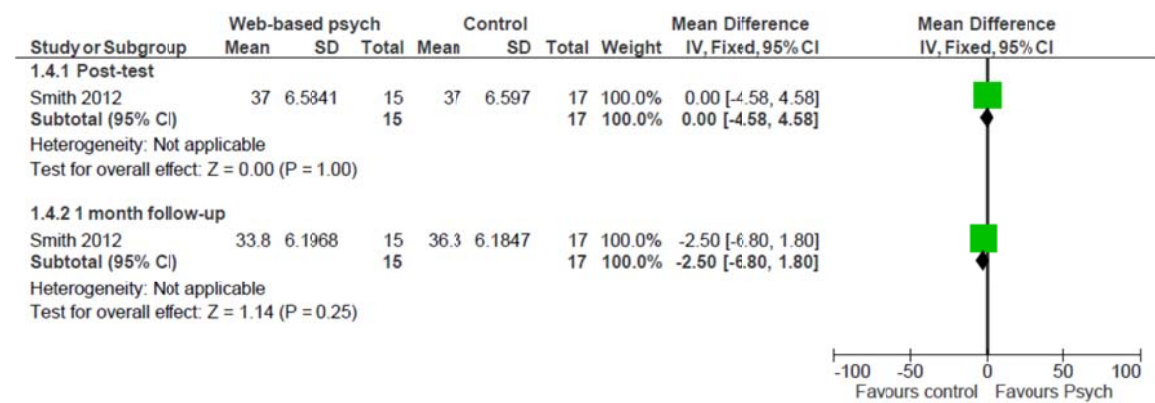 Web-based psych Control Mean Difference Mean Difference
Study or Subgroup Mean SD Total Mean SD Total Weight IV, Fixed, 95% CI IV, Fixed, 95% CI
1.4.1 Post-test
Smith 2012 37 6.5841 15 37 6.597 17 100.0% 0.00 [-4.58, 4.58]
Subtotal (95% CI) 15 17 100.0% 0.00 [-4.58, 4.58]
Heterogeneity: Not applicable
Test for overall effect: Z = 0.00 (P = 1.00)
1.4.2 1 month follow-up
Smith 2012 33.8 6.1968 15 36.3 6.1847 17 100.0% -2.50 [-6.80, 1.80]
Subtotal (95% CI) 15 17 100.0% -2.50 [-6.80, 1.80]
Heterogeneity: Not applicable
Test for overall effect: Z = 1.14 (P = 0.25)
-100 -50 0 50 100
Favours control Favours Psych